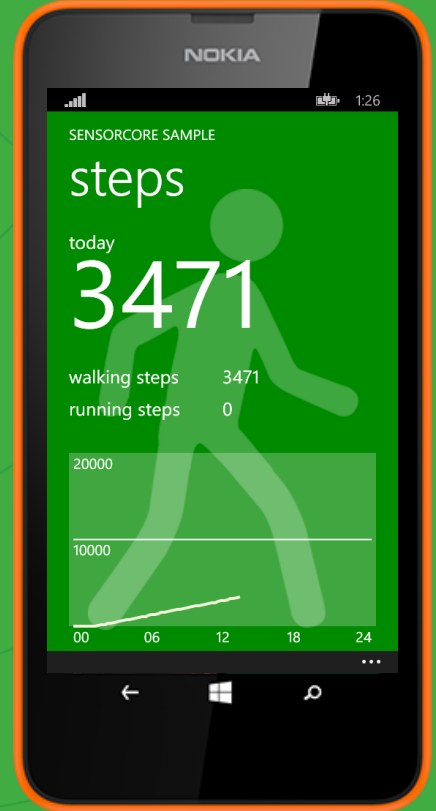 NOKIA
1:26
SENSORCORE SAMPLE
steps
today
3471
walking steps 3471
running steps 0
20000
10000
00 06 12 18 24